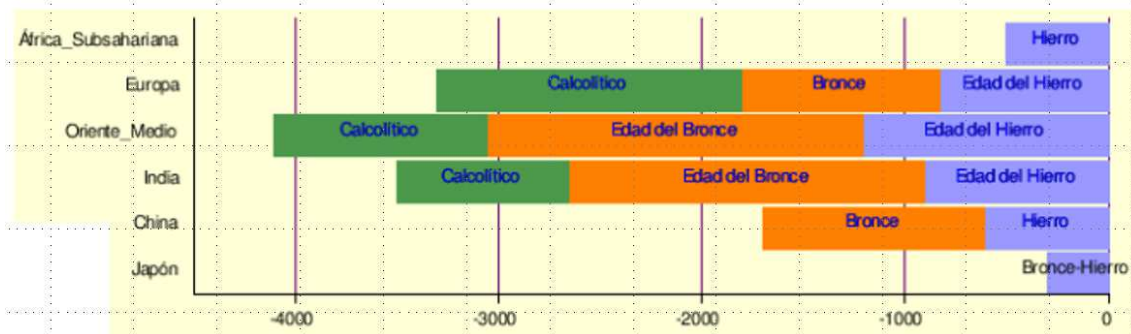 África_Subsahariana Hierro
Europa Calcolítico Bronce Edad del Hierro
Oriente_Medio Calcolítico Edad del Bronce Edad del Hierro
India Calcolítico Edad del Bronce Edad del Hierro
China Bronce Hierro
Japón Bronce-Hierro
-4000 -3000 -2000 -1000 0